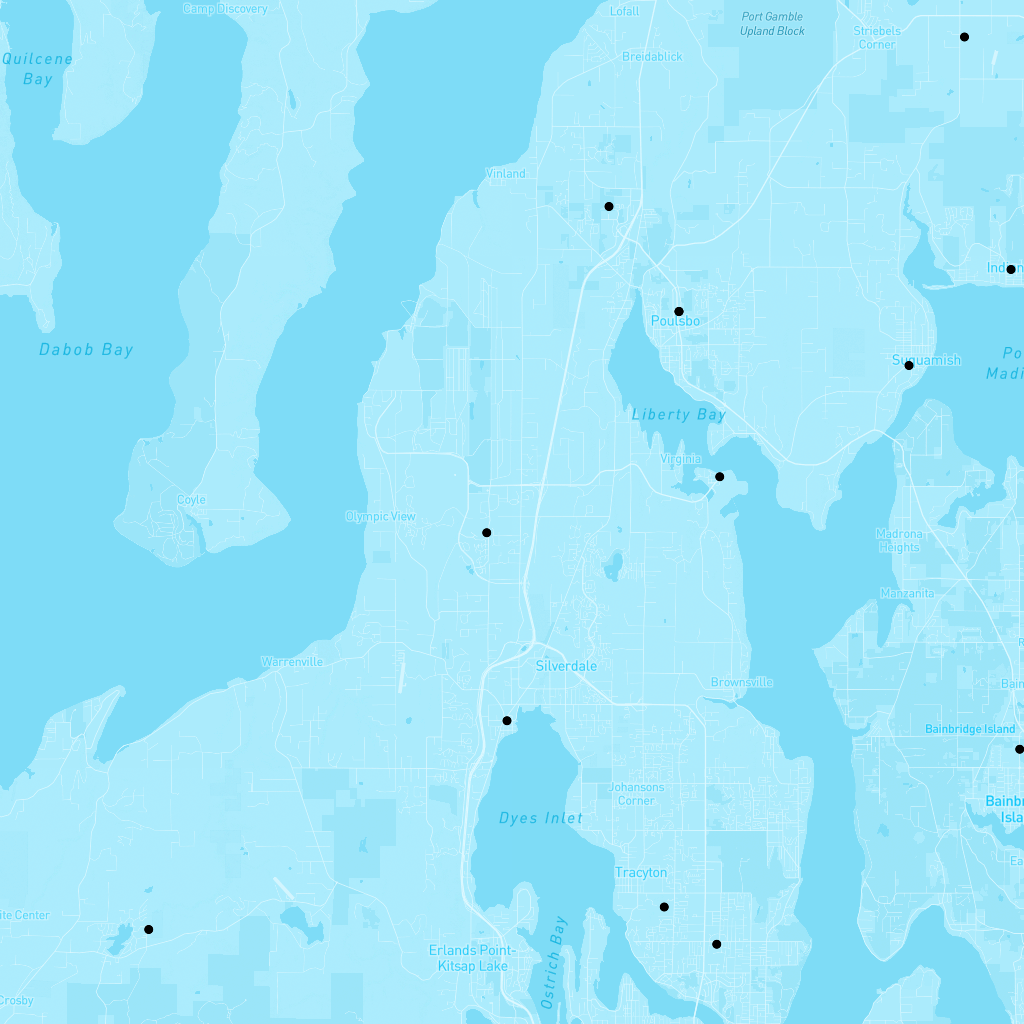 Camp Discovery
Lofall
Port Gamble
Upland Block
Striebels
Corner
Quilcene
Bay
Breidablick
Vinland
Poulsbo
Dabob Bay
Suquamish
Liberty Bay
Virginia
Coyle
Olympic View
Madrona
Heights
Manzanita
Warrenville
Silverdale
Brownsville
Bainbridge Island
Johansons
Corner
Dyes Inlet
Tracyton
Ostrich Bay
Erlands Point-
Kitsap Lake
Crosby